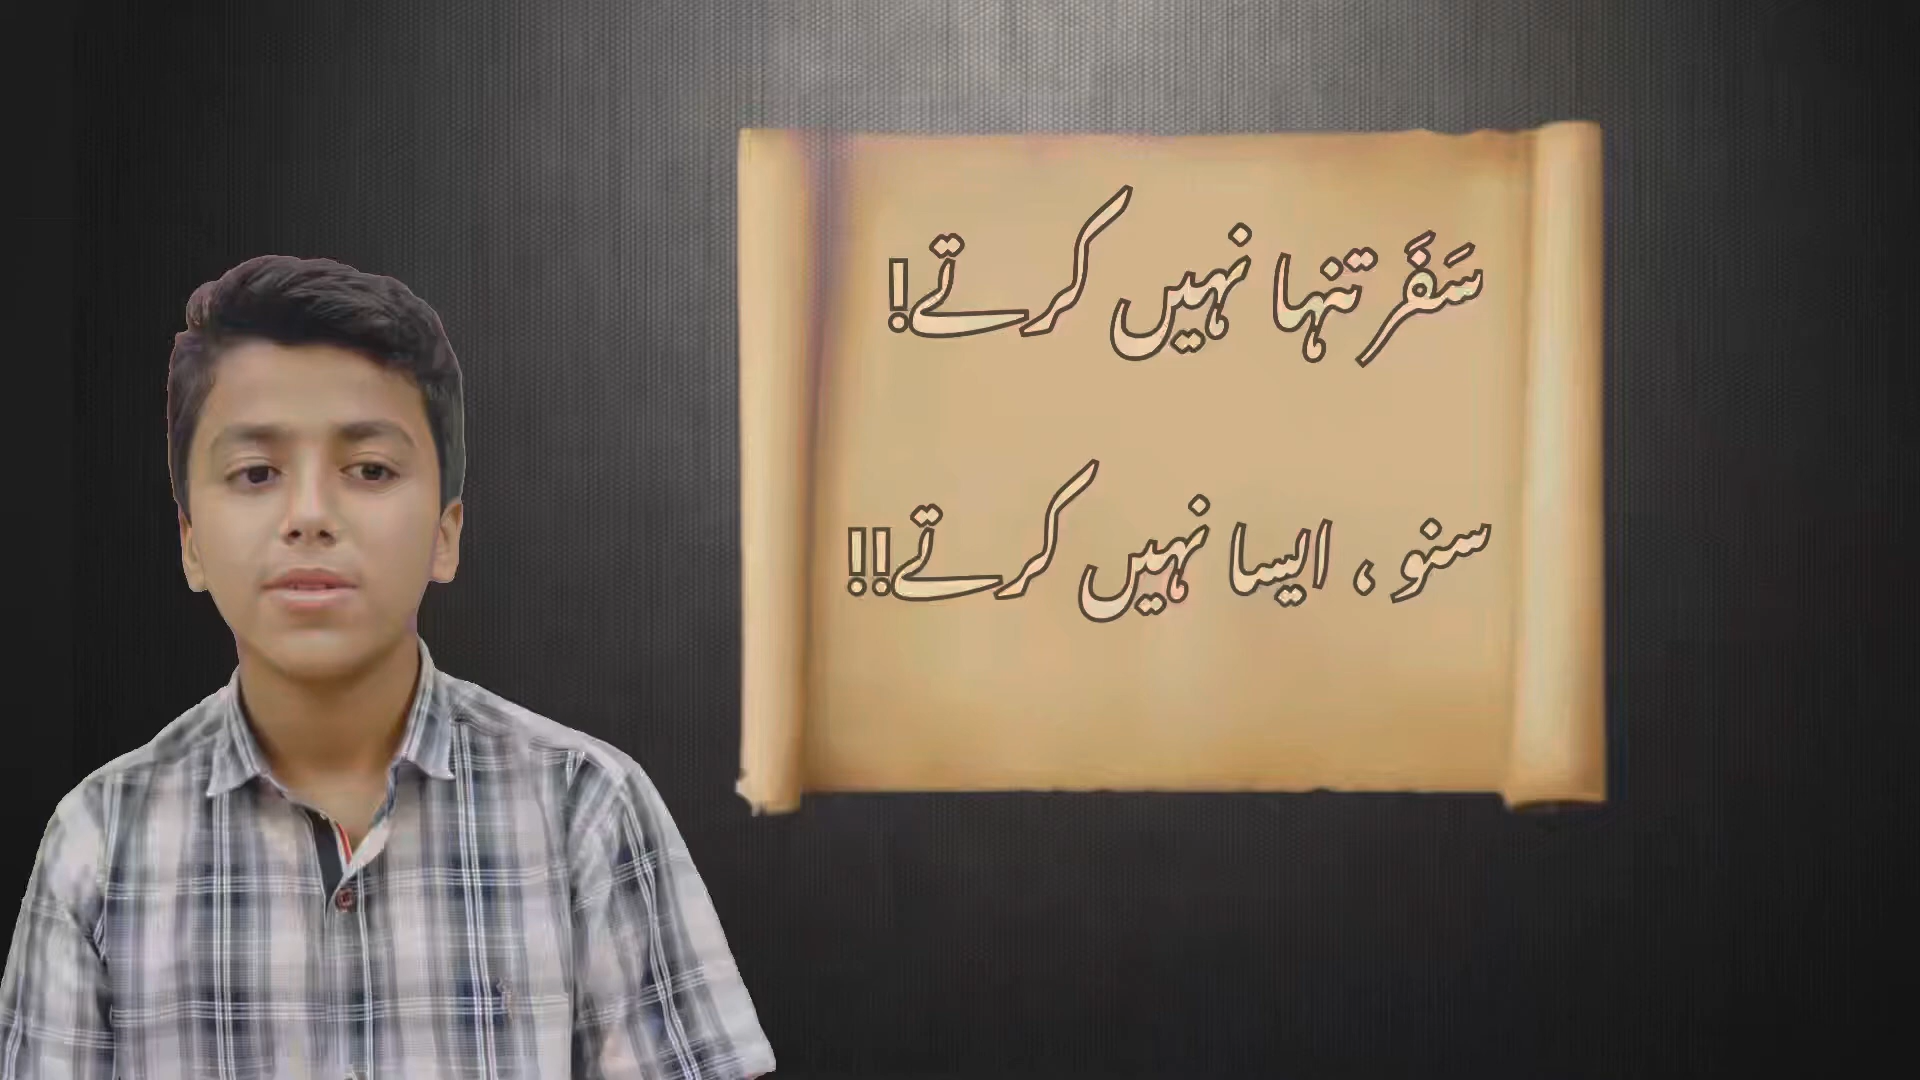 سَفَر تنہا نہیں کرتے!
سنو ، ایسا نہیں کرتے!!